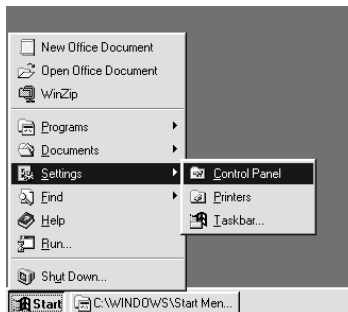 New Office Document
Open Office Document
WinZip
Programs
Documents
Settings
Control Panel
Find
Printers
Help
Taskbar...
Run...
Shut Down...
Start
C:\WINDOWS\Start Men...